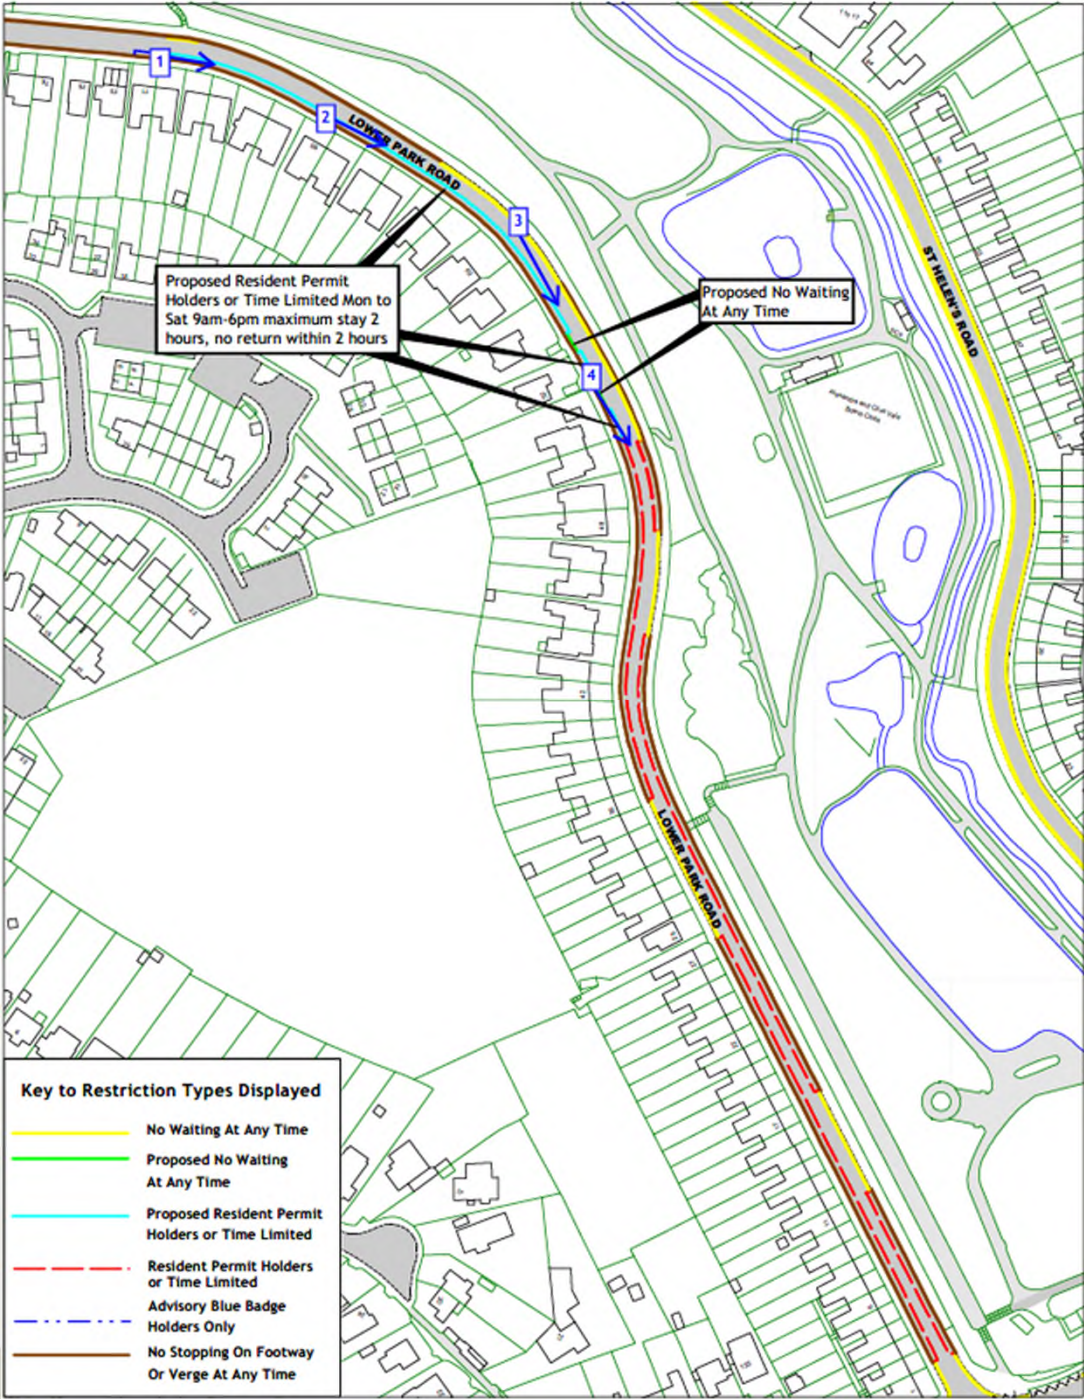 1
2
LOWER PARK ROAD
3
ST HELEN'S ROAD
Proposed Resident Permit
Holders or Time Limited Mon to
Sat 9am-6pm maximum stay 2
hours, no return within 2 hours
Proposed No Waiting
At Any Time
4
LOWER PARK ROAD
Key to Restriction Types Displayed
No Waiting At Any Time
Proposed No Waiting
At Any Time
Proposed Resident Permit
Holders or Time Limited
Resident Permit Holders
or Time Limited
Advisory Blue Badge
Holders Only
No Stopping On Footway
Or Verge At Any Time